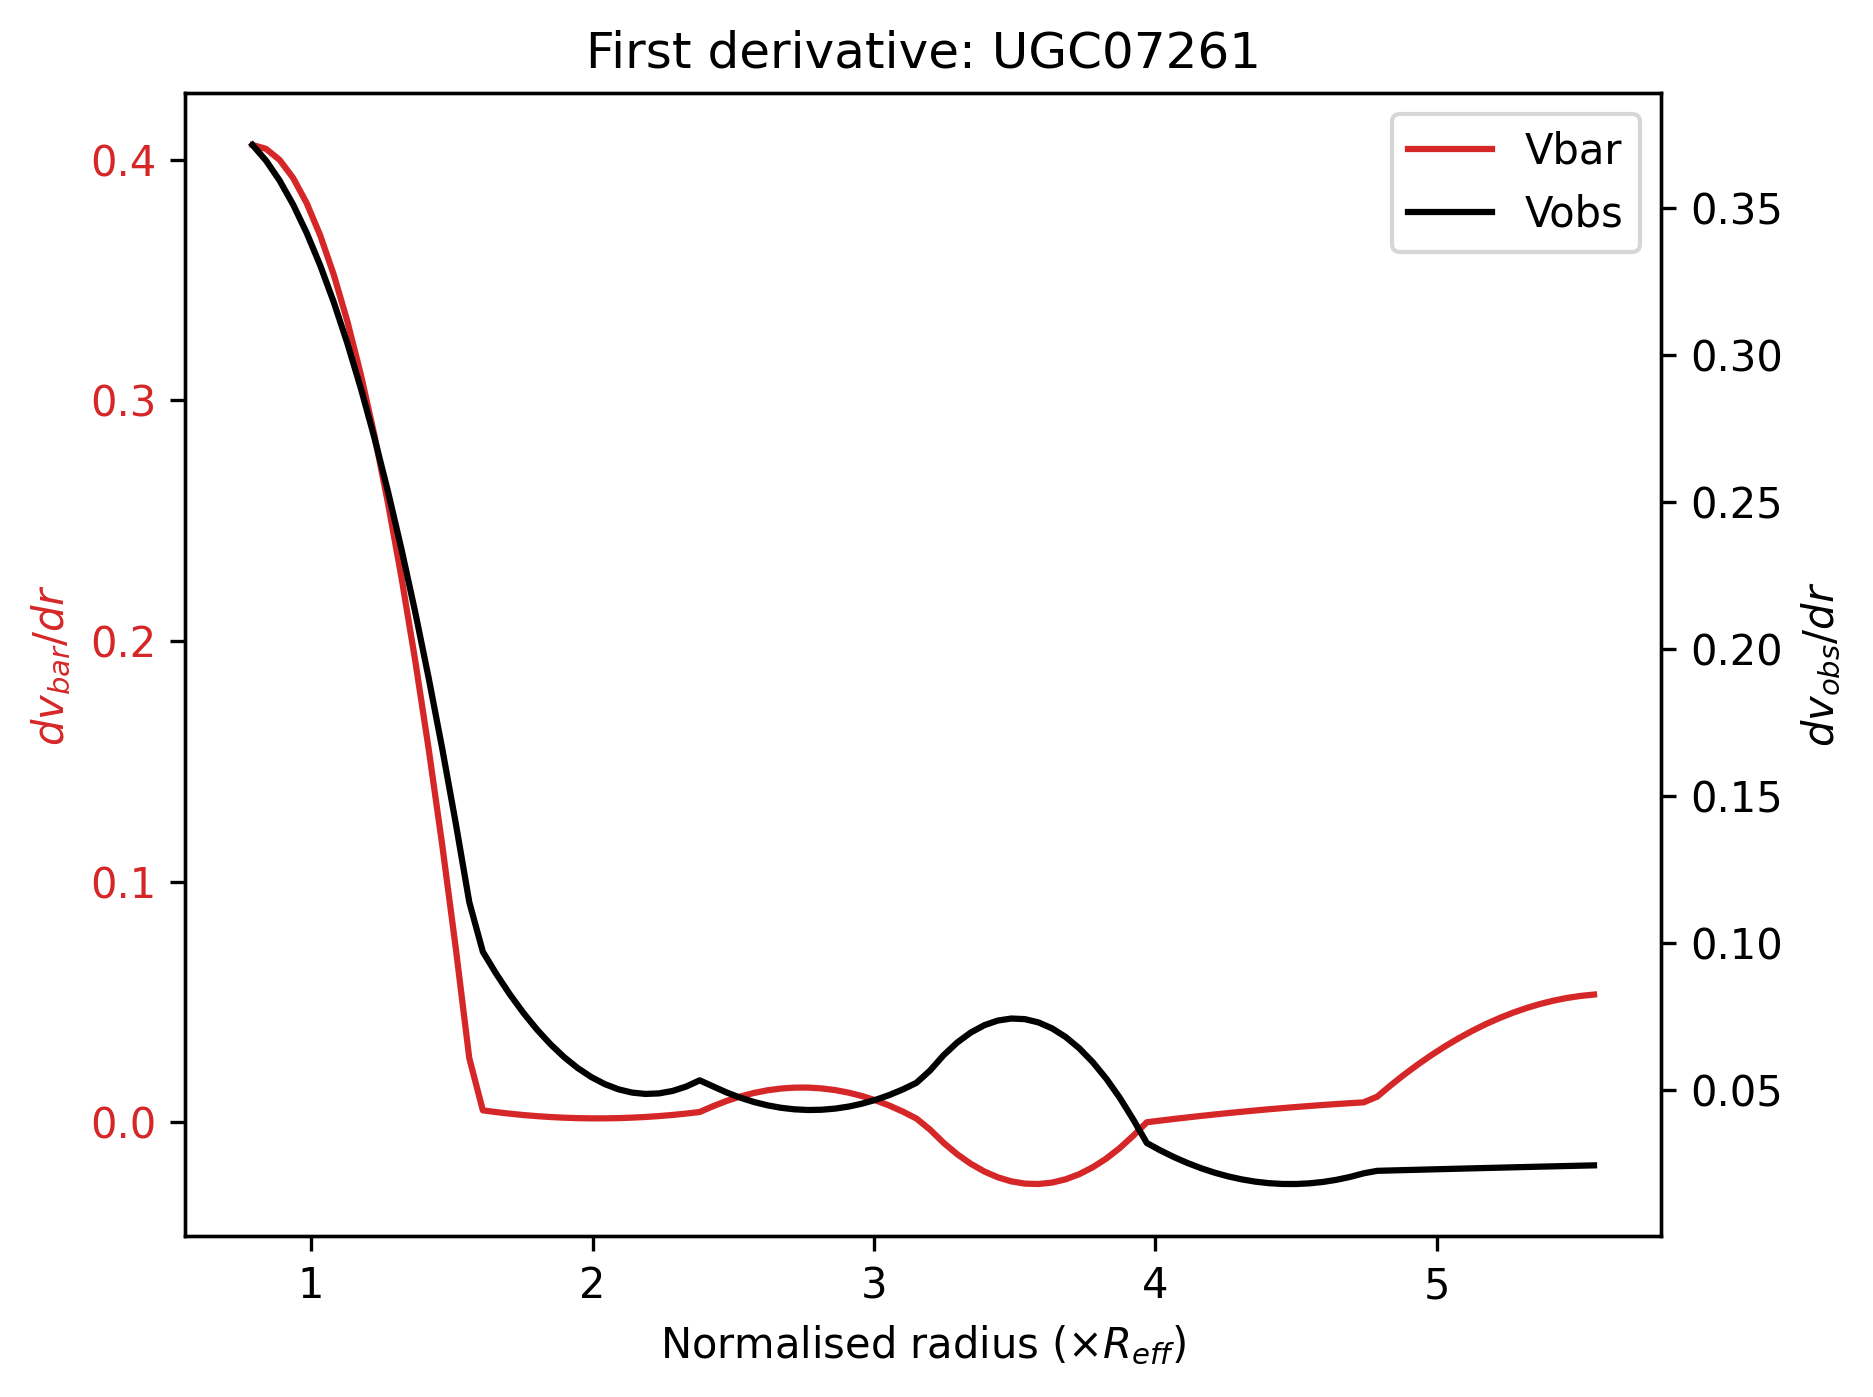 First derivative: UGC07261
Vbar
Vobs
0.4
0.3
0.2
0.1
0.0
dv_bar/dr
0.35
0.30
0.25
0.20
0.15
0.10
0.05
dv_obs/dr
1 2 3 4 5
Normalised radius (×R_eff)